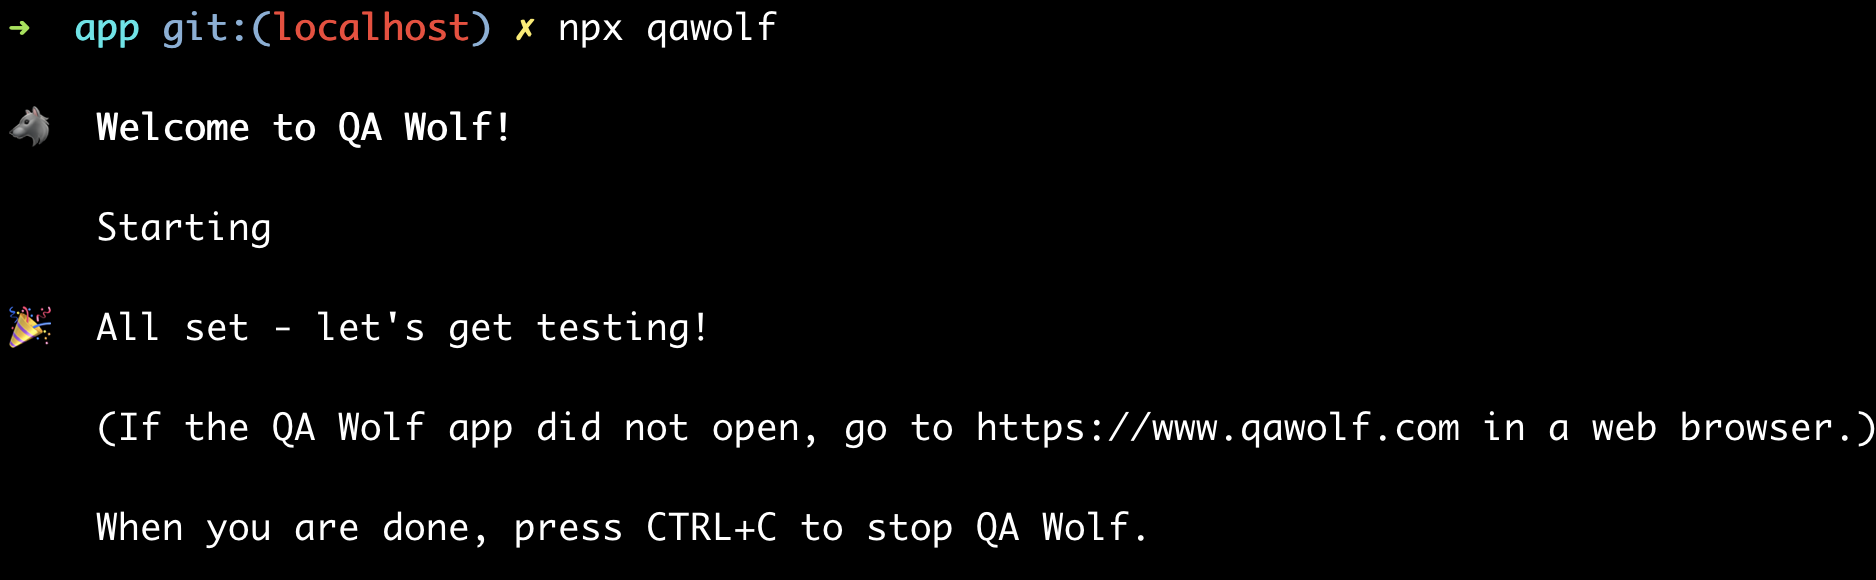 ➜  app git:(localhost) ✗ npx qawolf
🐺  Welcome to QA Wolf!
Starting
🎉  All set - let's get testing!
(If the QA Wolf app did not open, go to https://www.qawolf.com in a web browser.)
When you are done, press CTRL+C to stop QA Wolf.